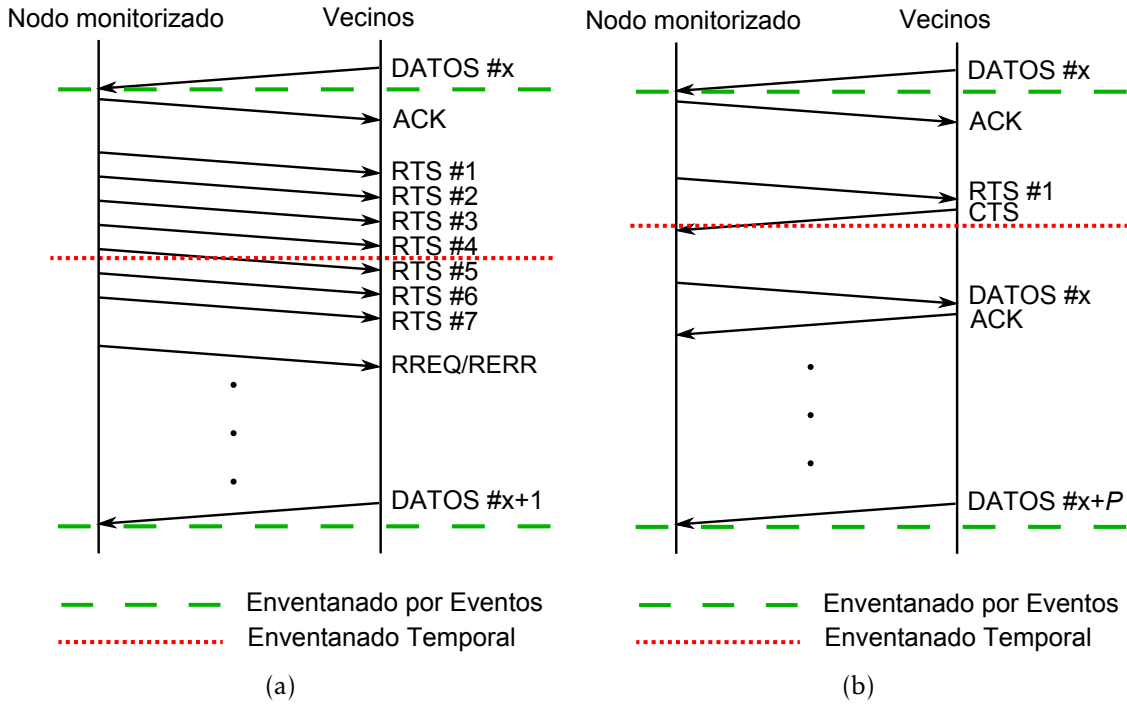 Nodo monitorizado
Vecinos
DATOS #x
ACK
RTS #1
RTS #2
RTS #3
RTS #4
RTS #5
RTS #6
RTS #7
RREQ/RERR
DATOS #x+1
Enventanado por Eventos
Enventanado Temporal
(a)
Nodo monitorizado
Vecinos
DATOS #x
ACK
RTS #1
CTS
DATOS #x
ACK
DATOS #x+P
Enventanado por Eventos
Enventanado Temporal
(b)